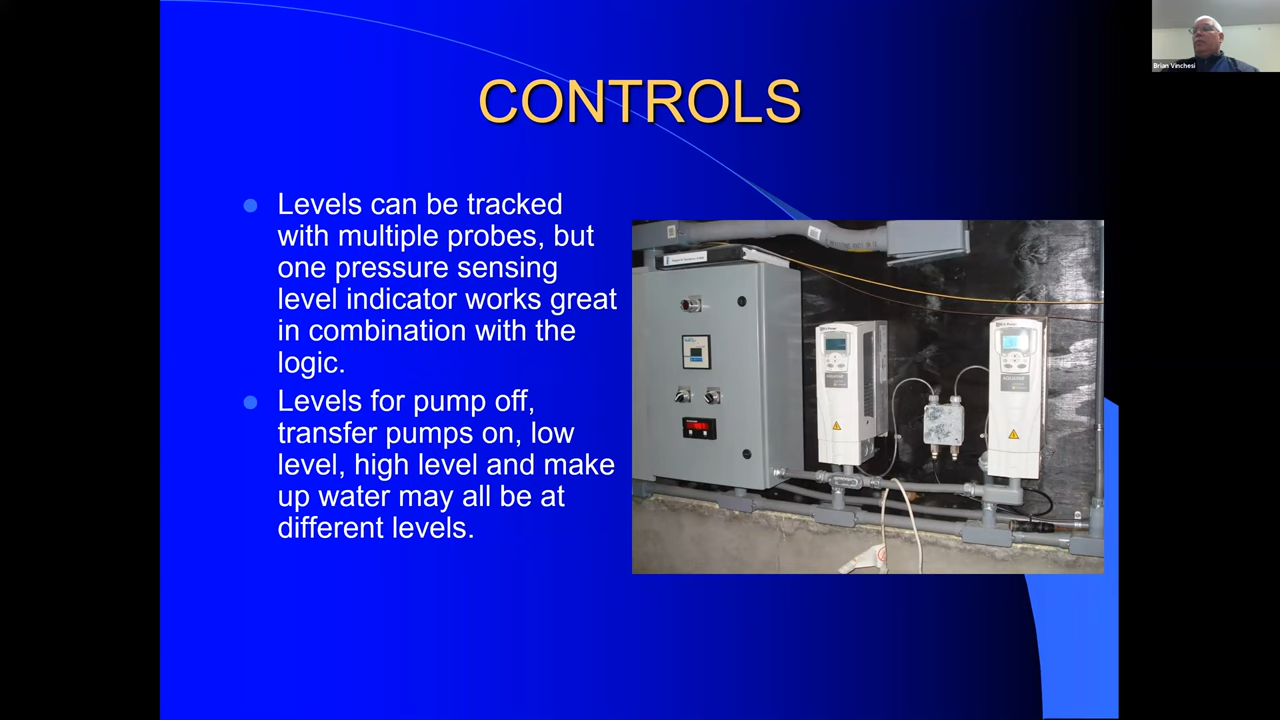 CONTROLS
Brian Vinchesi
Levels can be tracked
with multiple probes, but
one pressure sensing
level indicator works great
in combination with the
logic.
Levels for pump off,
transfer pumps on, low
level, high level and make
up water may all be at
different levels.